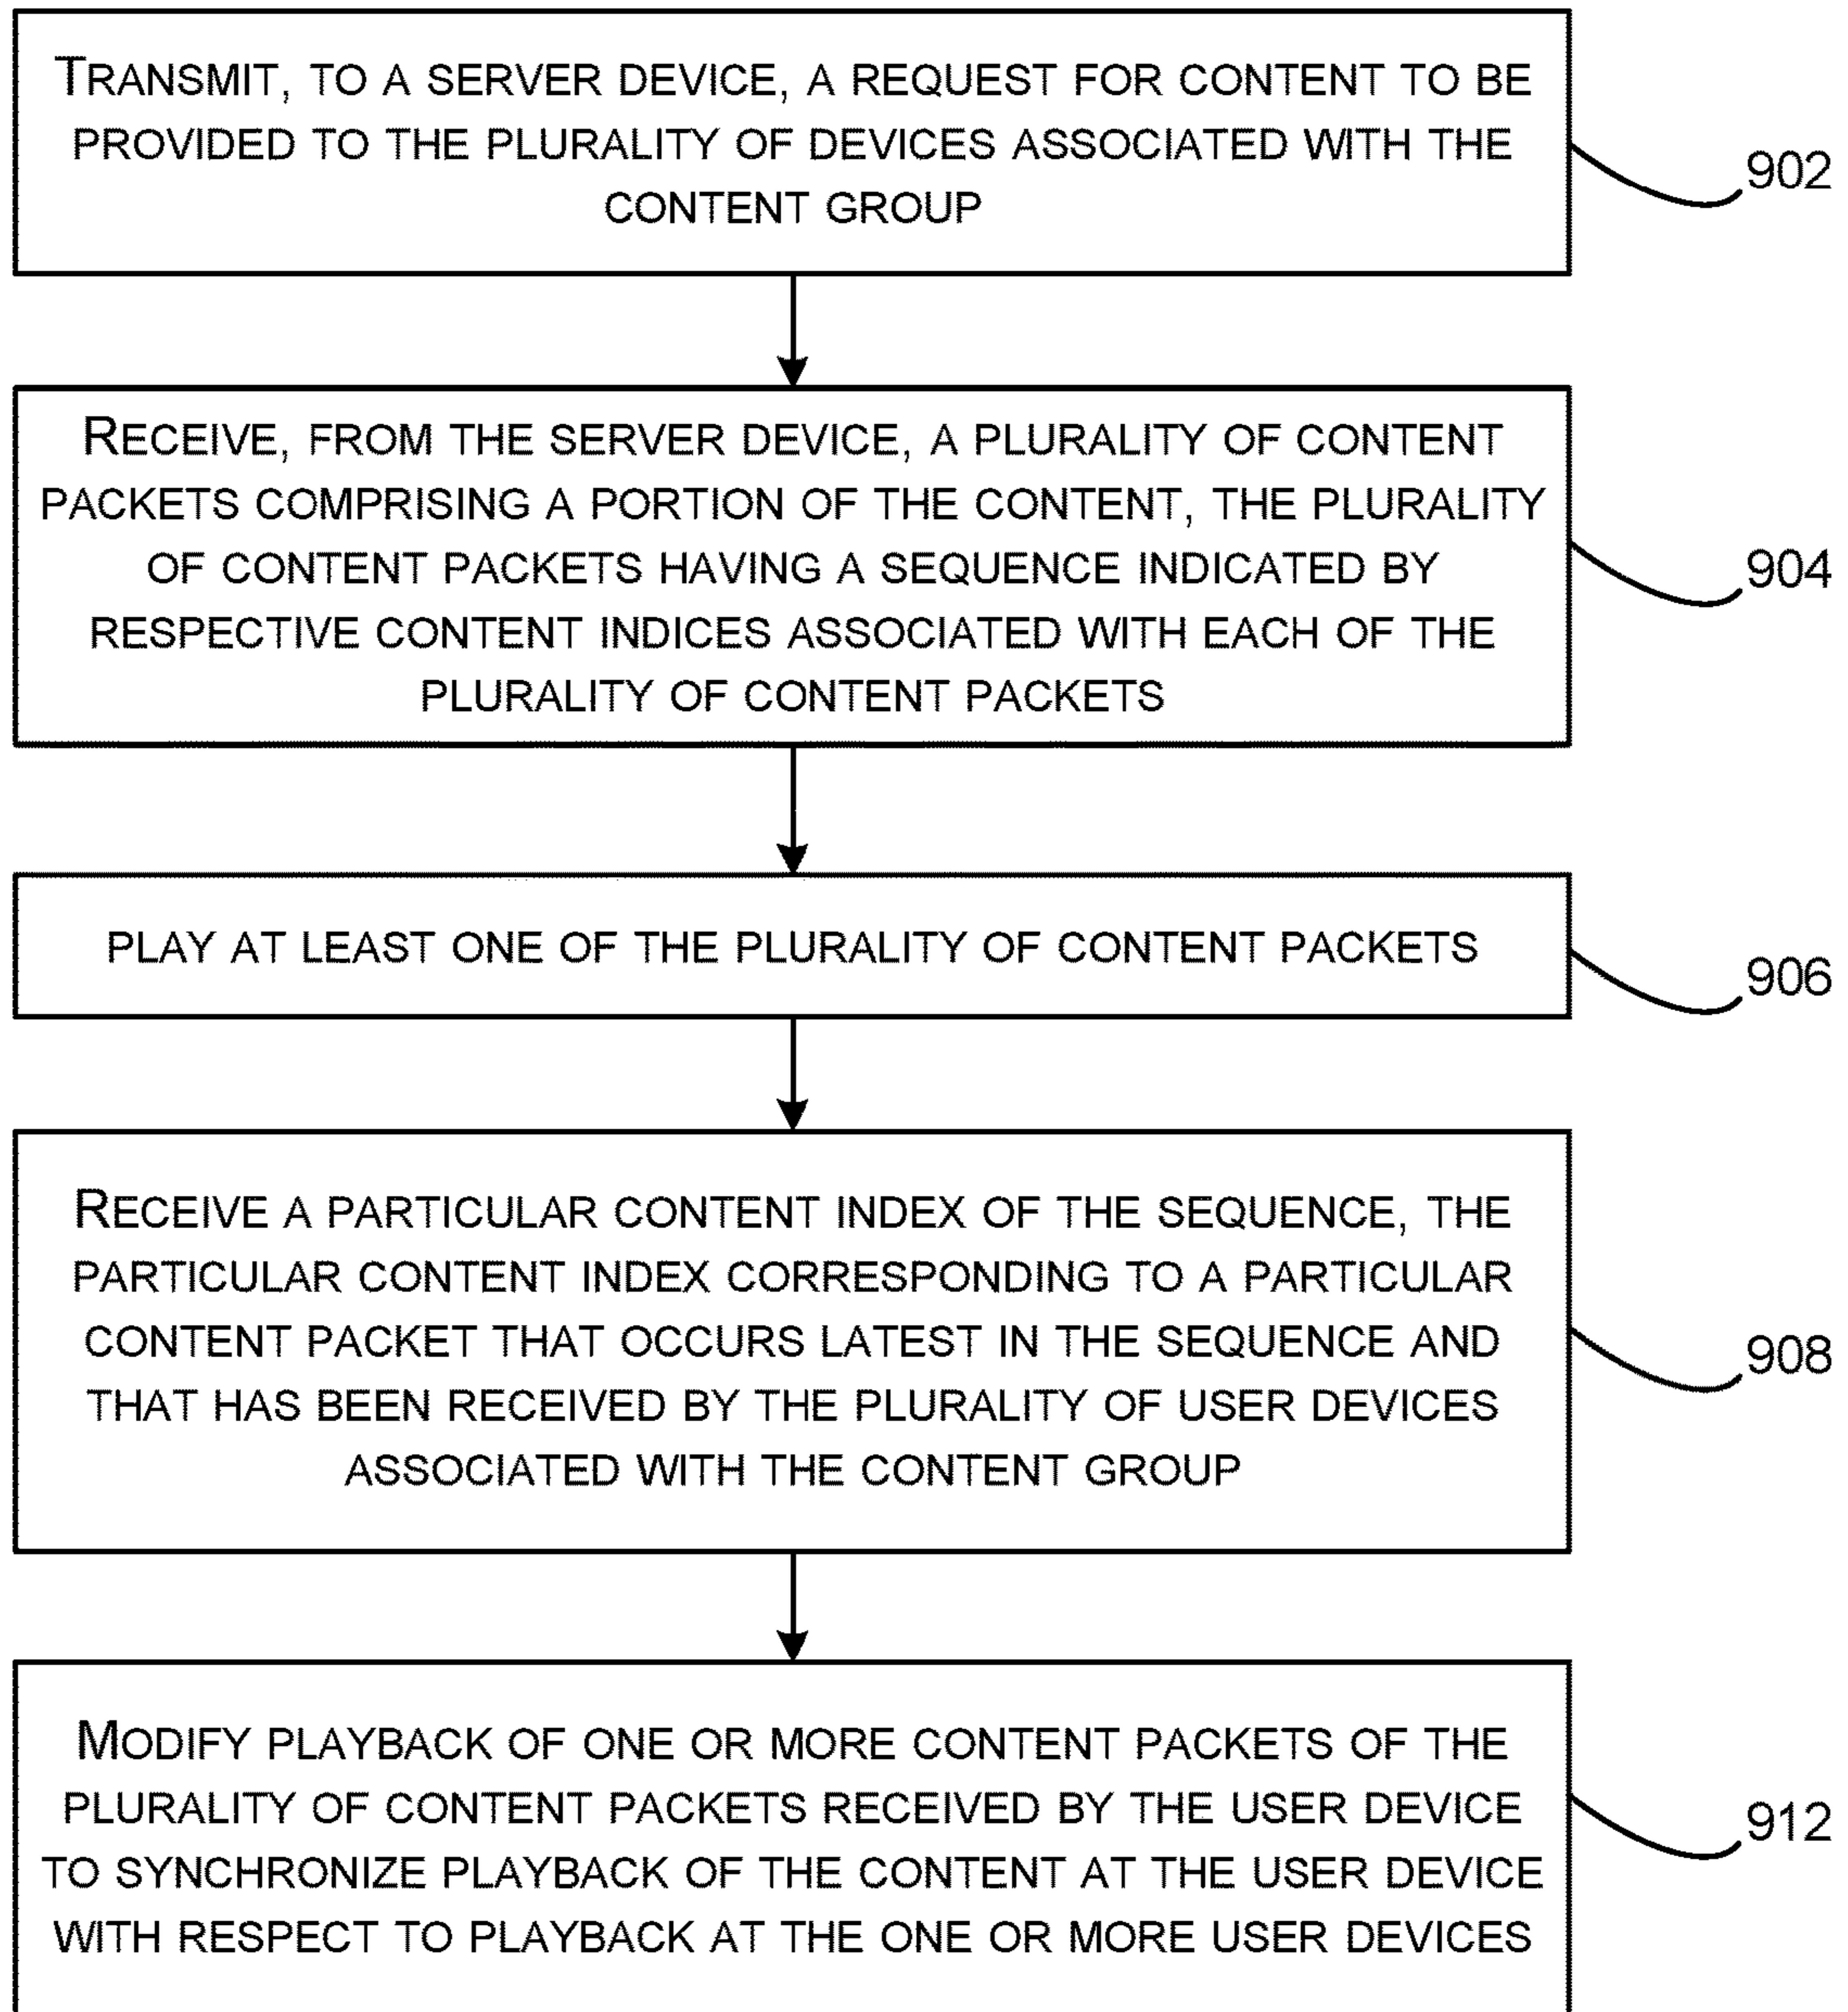 TRANSMIT, TO A SERVER DEVICE, A REQUEST FOR CONTENT TO BE
PROVIDED TO THE PLURALITY OF DEVICES ASSOCIATED WITH THE
CONTENT GROUP
902
RECEIVE, FROM THE SERVER DEVICE, A PLURALITY OF CONTENT
PACKETS COMPRISING A PORTION OF THE CONTENT, THE PLURALITY
OF CONTENT PACKETS HAVING A SEQUENCE INDICATED BY
RESPECTIVE CONTENT INDICES ASSOCIATED WITH EACH OF THE
PLURALITY OF CONTENT PACKETS
904
PLAY AT LEAST ONE OF THE PLURALITY OF CONTENT PACKETS
906
RECEIVE A PARTICULAR CONTENT INDEX OF THE SEQUENCE, THE
PARTICULAR CONTENT INDEX CORRESPONDING TO A PARTICULAR
CONTENT PACKET THAT OCCURS LATEST IN THE SEQUENCE AND
THAT HAS BEEN RECEIVED BY THE PLURALITY OF USER DEVICES
ASSOCIATED WITH THE CONTENT GROUP
908
MODIFY PLAYBACK OF ONE OR MORE CONTENT PACKETS OF THE
PLURALITY OF CONTENT PACKETS RECEIVED BY THE USER DEVICE
TO SYNCHRONIZE PLAYBACK OF THE CONTENT AT THE USER DEVICE
WITH RESPECT TO PLAYBACK AT THE ONE OR MORE USER DEVICES
912